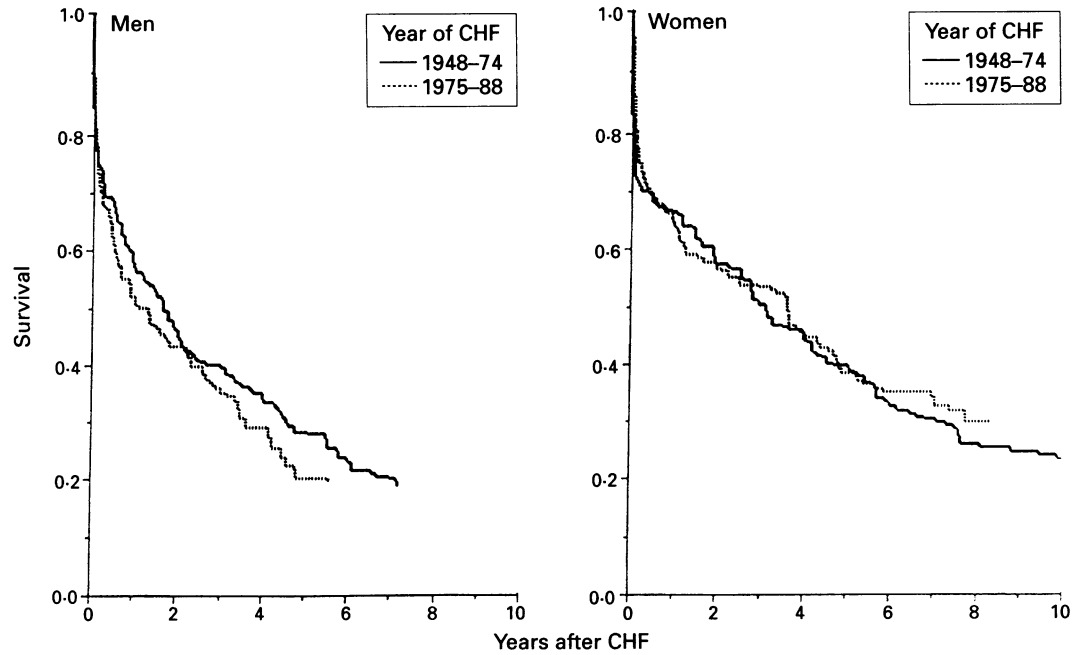 Men
Year of CHF
1948–74
1975–88
Women
Year of CHF
1948–74
1975–88
Survival
1·0
0·8
0·6
0·4
0·2
0·0
0 2 4 6 8 10
1·0
0·8
0·6
0·4
0·2
0·0
0 2 4 6 8 10
Years after CHF